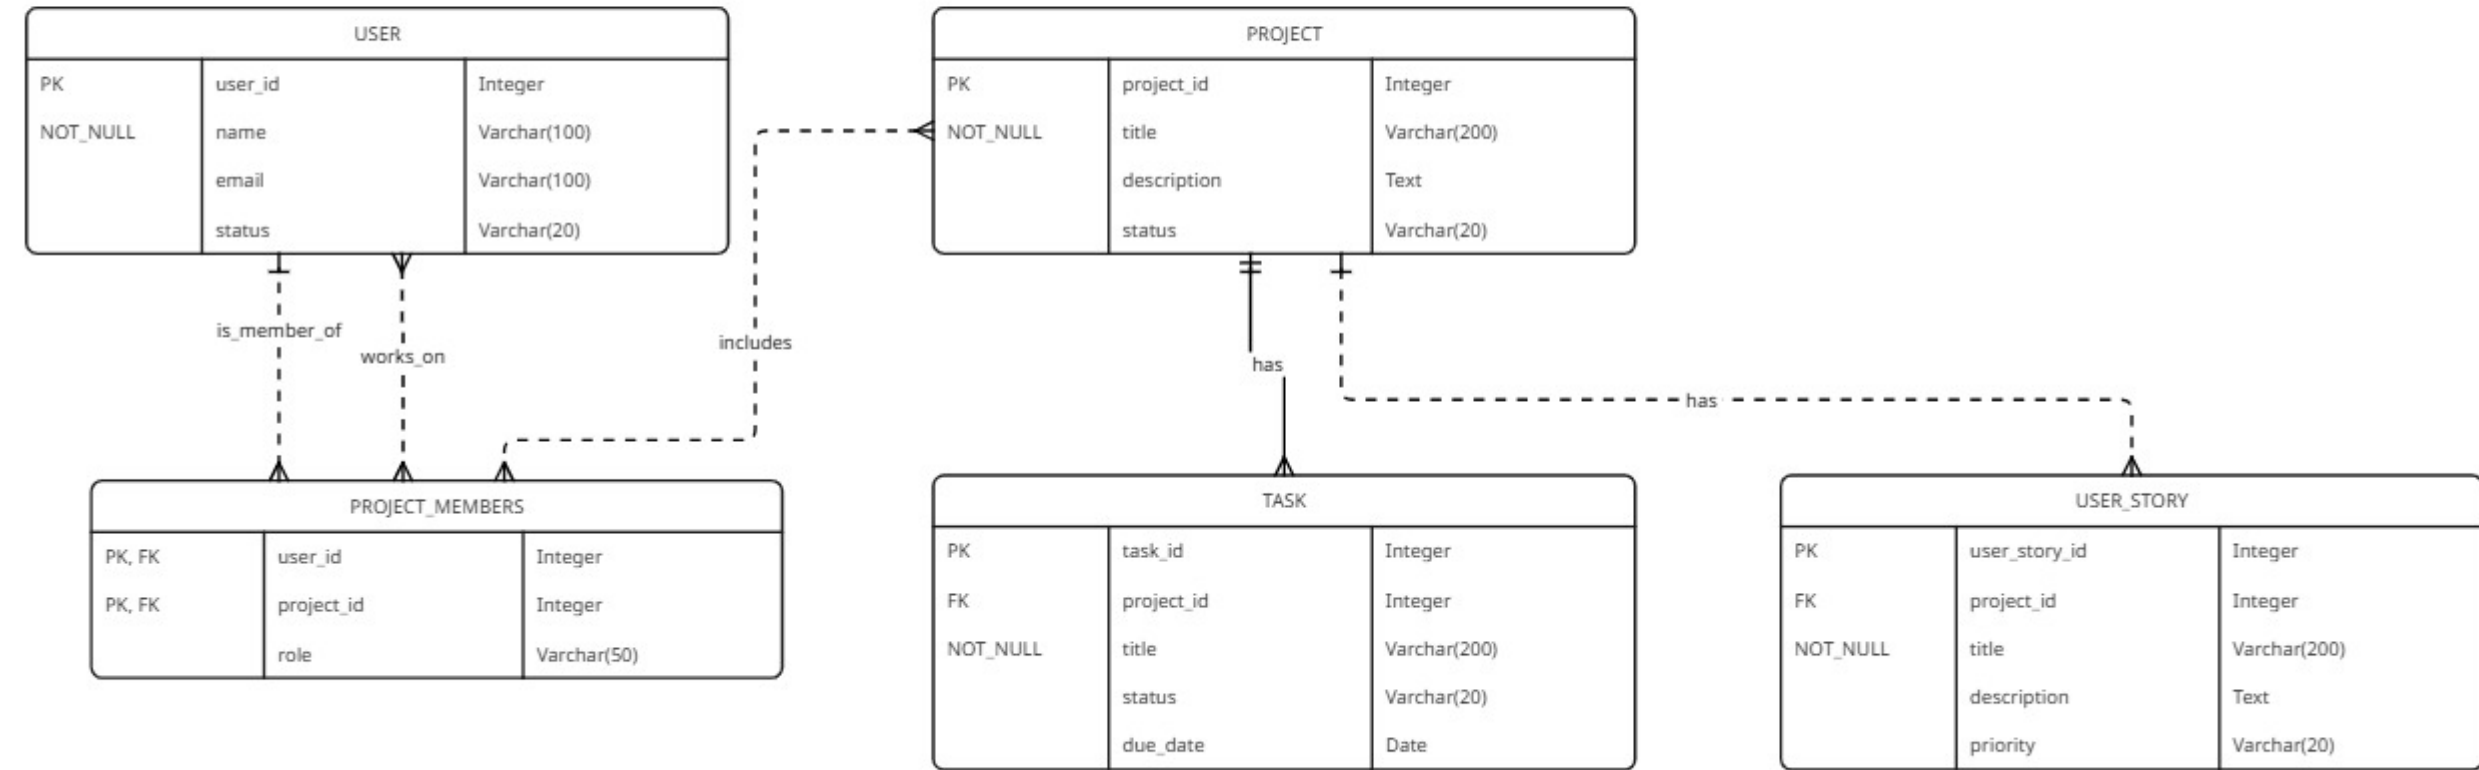 USER
PK user_id Integer
NOT_NULL name Varchar(100)
email Varchar(100)
status Varchar(20)
PROJECT
PK project_id Integer
NOT_NULL title Varchar(200)
description Text
status Varchar(20)
is_member_of
works_on
includes
has
has
PROJECT_MEMBERS
PK, FK user_id Integer
PK, FK project_id Integer
role Varchar(50)
TASK
PK task_id Integer
FK project_id Integer
NOT_NULL title Varchar(200)
status Varchar(20)
due_date Date
USER_STORY
PK user_story_id Integer
FK project_id Integer
NOT_NULL title Varchar(200)
description Text
priority Varchar(20)